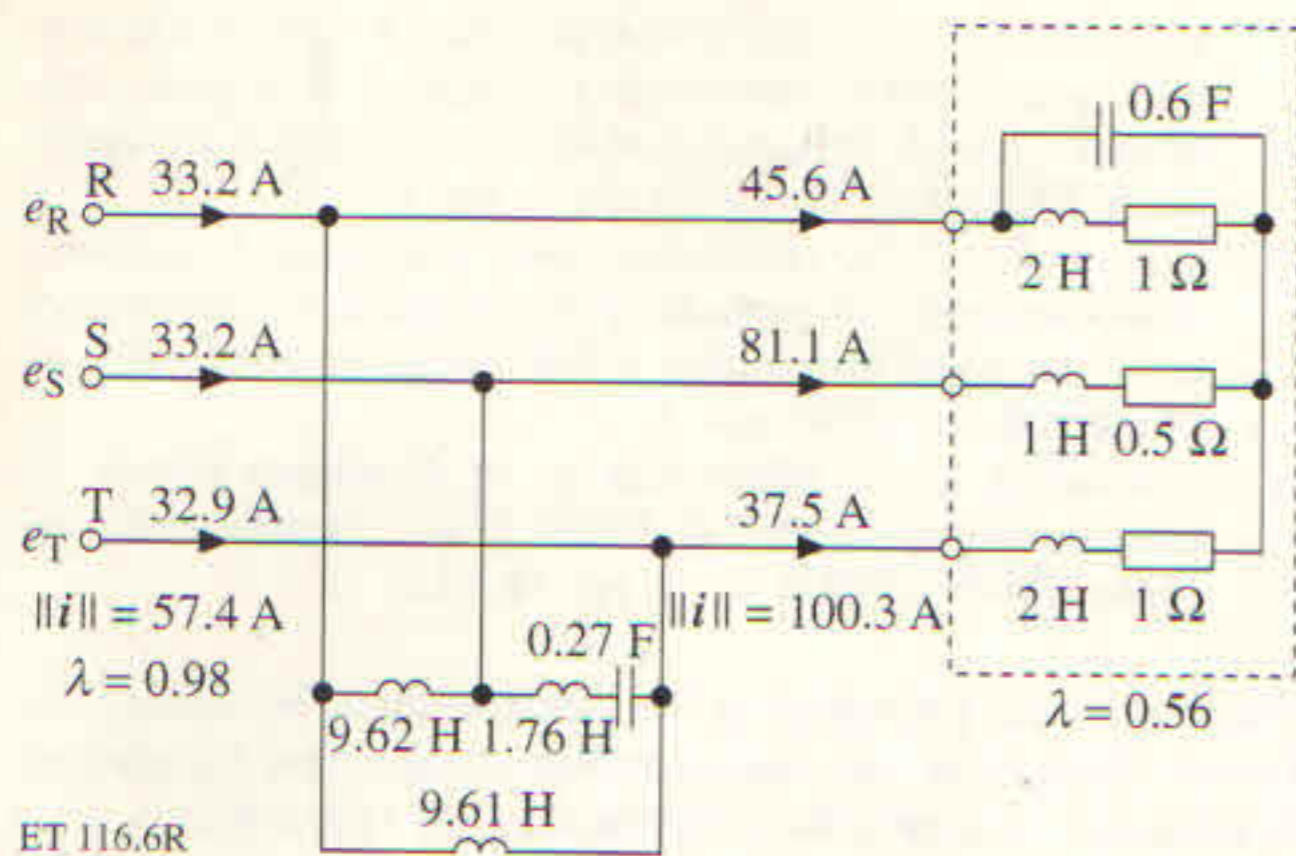 0.6 F
R 33.2 A
45.6 A
e_R
2 H 1 Ω
S 33.2 A
81.1 A
e_S
1 H 0.5 Ω
T 32.9 A
37.5 A
e_T
||i|| = 57.4 A
0.27 F
||i|| = 100.3 A
2 H 1 Ω
λ = 0.98
λ = 0.56
9.62 H 1.76 H
9.61 H
ET 116.6R